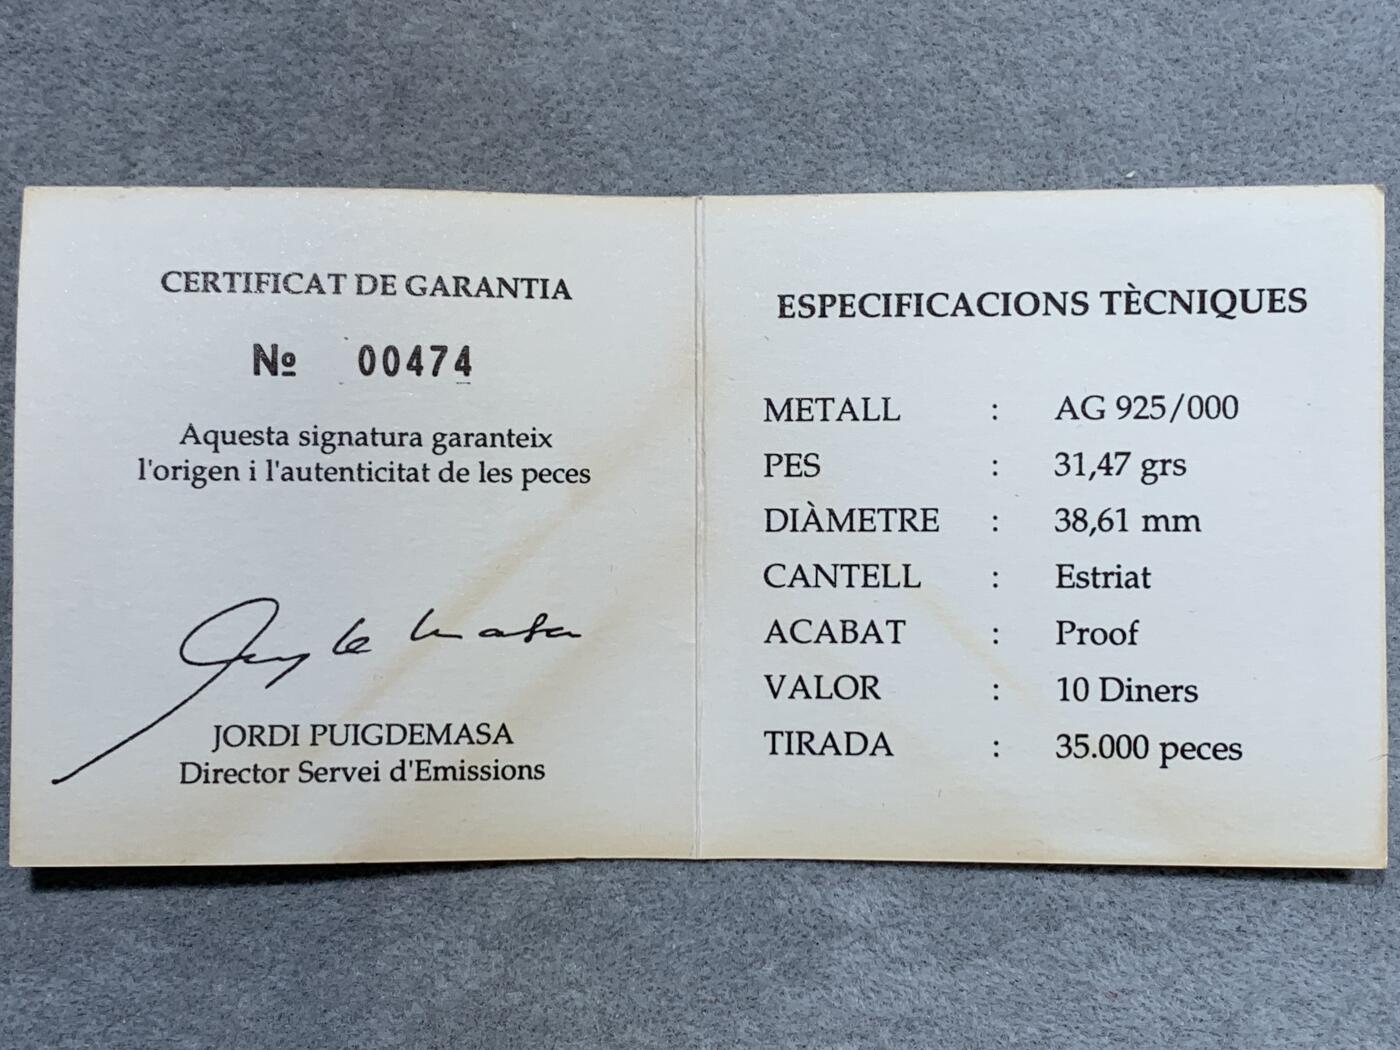 CERTIFICAT DE GARANTIA
Nº 00474
Aquesta signatura garanteix
l'origen i l'autenticitat de les peces
JORDI PUIGDEMASA
Director Servei d'Emissions
ESPECIFICACIONS TÈCNIQUES
METALL : AG 925/000
PES : 31,47 grs
DIÀMETRE : 38,61 mm
CANTELL : Estriat
ACABAT : Proof
VALOR : 10 Diners
TIRADA : 35.000 peces